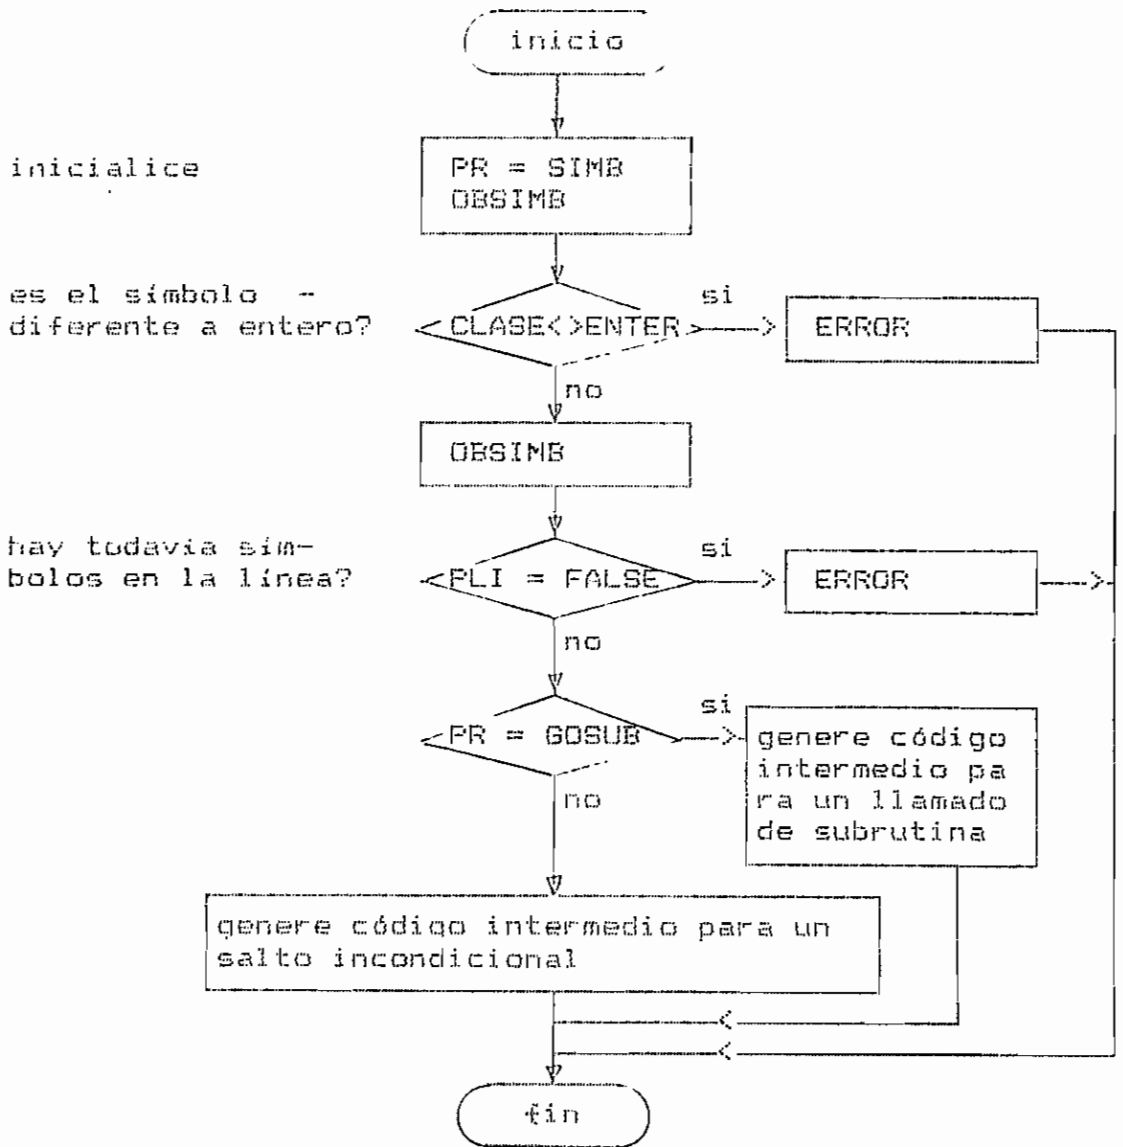 inicio
inicialice
PR = SIMB
OBSIMB
es el símbolo -
diferente a entero?
CLASE<>ENTER
si
ERROR
no
OBSIMB
hay todavía sím-
bolos en la línea?
PLI = FALSE
si
ERROR
no
PR = GOSUB
si
genere código
intermedio pa
ra un llamado
de subrutina
no
genere código intermedio para un
salto incondicional
fin